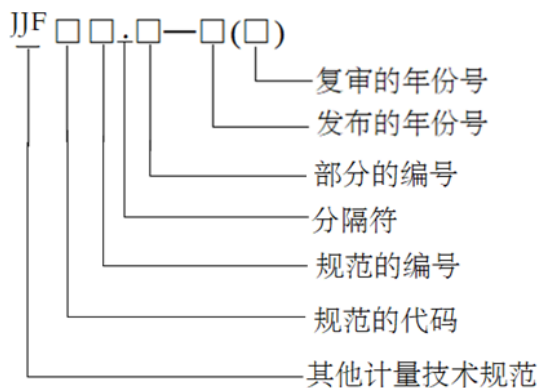 JJF□□.□—□(□)
复审的年份号
发布的年份号
部分的编号
分隔符
规范的编号
规范的代码
其他计量技术规范